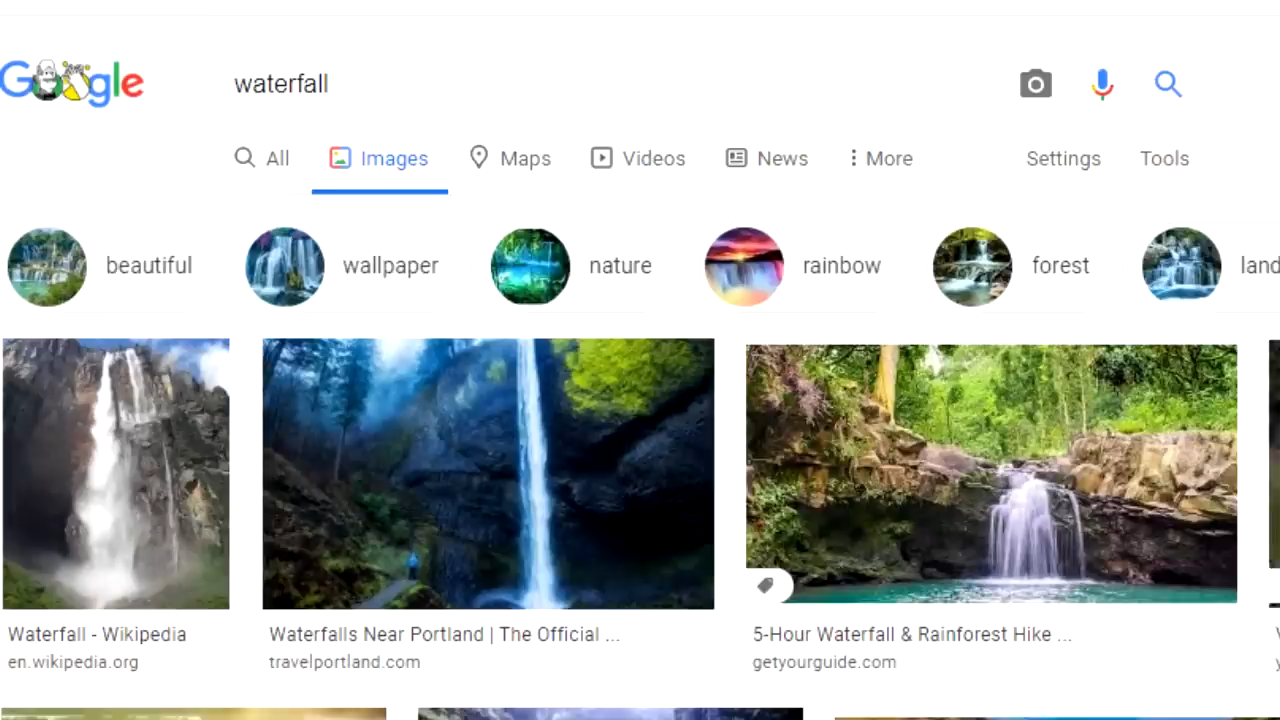 Google
waterfall
All Images Maps Videos News More Settings Tools
beautiful wallpaper nature rainbow forest land
Waterfall - Wikipedia
en.wikipedia.org
Waterfalls Near Portland | The Official ...
travelportland.com
5-Hour Waterfall & Rainforest Hike ...
getyourguide.com